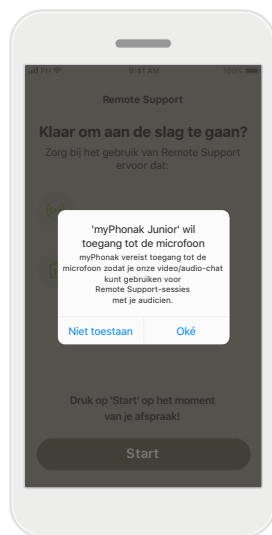 PH
9:41 AM
100%
Remote Support
Klaar om aan de slag te gaan?
Zorg bij het gebruik van Remote Support
ervoor dat:
'myPhonak Junior' wil
toegang tot de microfoon
myPhonak vereist toegang tot de
microfoon zodat je onze video/audio-chat
kunt gebruiken voor
Remote Support-sessies
met je audicien.
Niet toestaan
Oké
Druk op 'Start' op het moment
van je afspraak!
Start